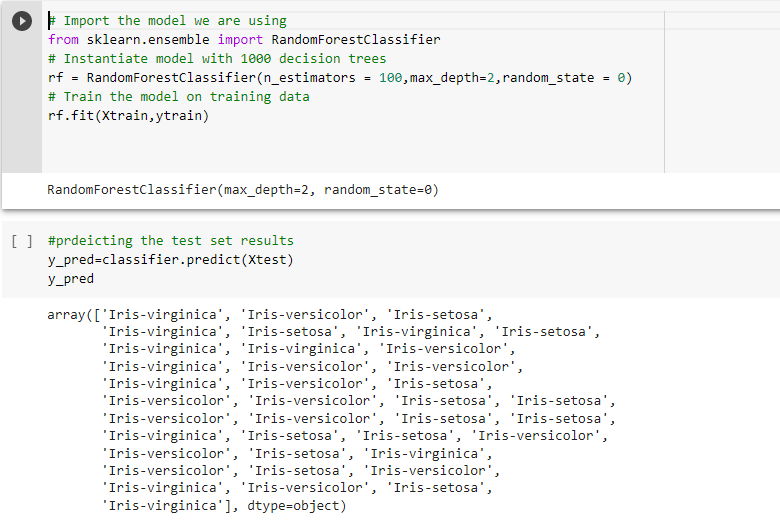 # Import the model we are using
from sklearn.ensemble import RandomForestClassifier
# Instantiate model with 1000 decision trees
rf = RandomForestClassifier(n_estimators = 100,max_depth=2,random_state = 0)
# Train the model on training data
rf.fit(Xtrain,ytrain)
RandomForestClassifier(max_depth=2, random_state=0)
[ ] #prdeicting the test set results
y_pred=classifier.predict(Xtest)
y_pred
array(['Iris-virginica', 'Iris-versicolor', 'Iris-setosa',
'Iris-virginica', 'Iris-setosa', 'Iris-virginica', 'Iris-setosa',
'Iris-virginica', 'Iris-virginica', 'Iris-versicolor',
'Iris-virginica', 'Iris-versicolor', 'Iris-versicolor',
'Iris-virginica', 'Iris-versicolor', 'Iris-setosa',
'Iris-versicolor', 'Iris-versicolor', 'Iris-setosa', 'Iris-setosa',
'Iris-versicolor', 'Iris-versicolor', 'Iris-setosa', 'Iris-setosa',
'Iris-virginica', 'Iris-setosa', 'Iris-setosa', 'Iris-versicolor',
'Iris-versicolor', 'Iris-setosa', 'Iris-virginica',
'Iris-versicolor', 'Iris-setosa', 'Iris-versicolor',
'Iris-virginica', 'Iris-versicolor', 'Iris-setosa',
'Iris-virginica'], dtype=object)